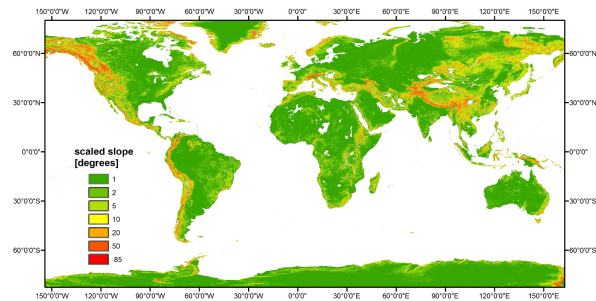 150°0'0"W 120°0'0"W 90°0'0"W 60°0'0"W 30°0'0"W 0°0'0" 30°0'0"E 60°0'0"E 90°0'0"E 120°0'0"E 150°0'0"E
60°0'0"N 60°0'0"N
30°0'0"N 30°0'0"N
0°0'0" 0°0'0"
scaled slope
[degrees]
1
2
5
10
20
50
85
30°0'0"S 30°0'0"S
60°0'0"S 60°0'0"S
150°0'0"W 120°0'0"W 90°0'0"W 60°0'0"W 30°0'0"W 0°0'0" 30°0'0"E 60°0'0"E 90°0'0"E 120°0'0"E 150°0'0"E